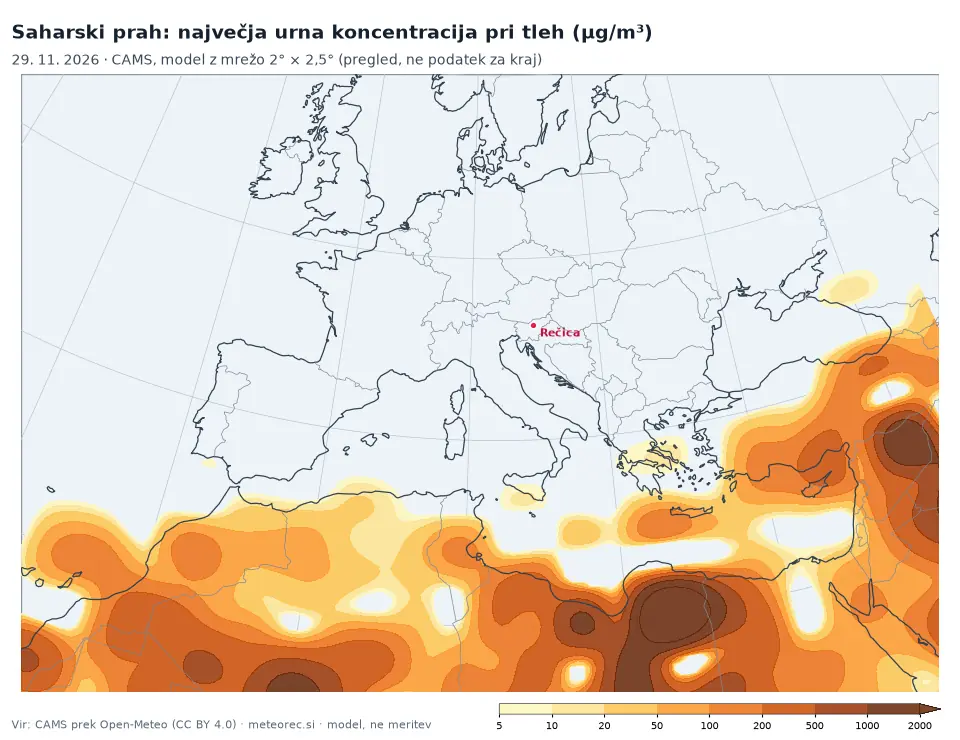 Saharski prah: največja urna koncentracija pri tleh (µg/m³)
29. 11. 2026 · CAMS, model z mrežo 2° × 2,5° (pregled, ne podatek za kraj)
Rečica
Vir: CAMS prek Open-Meteo (CC BY 4.0) · meteorec.si · model, ne meritev
5 10 20 50 100 200 500 1000 2000